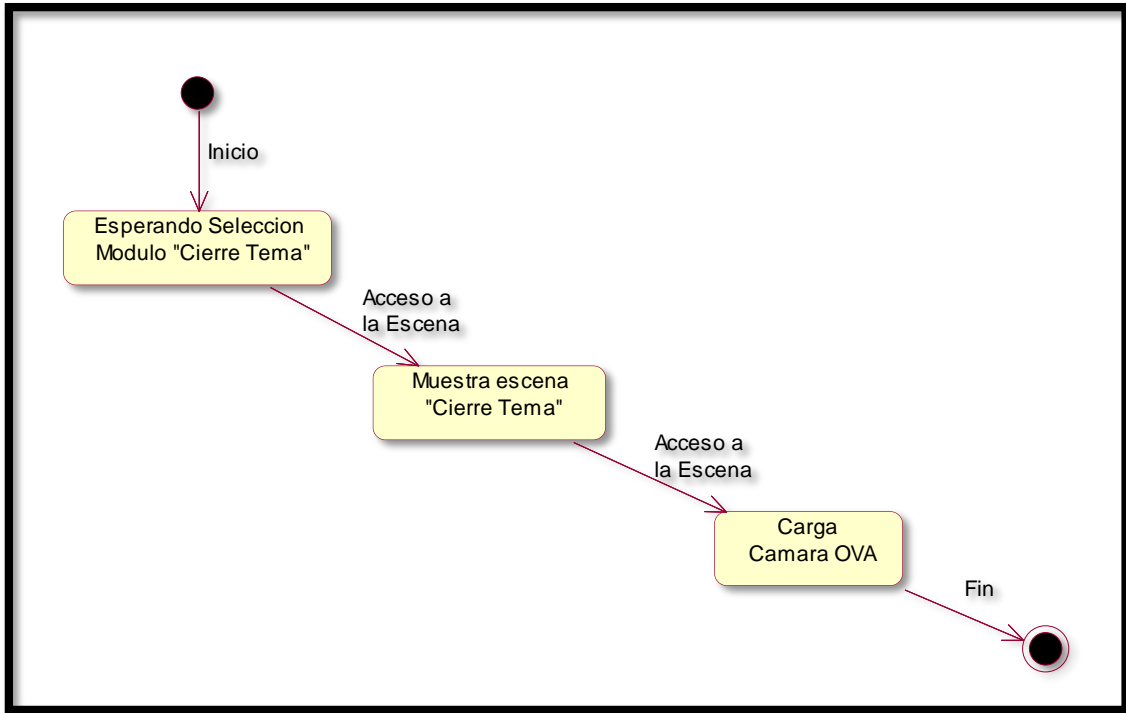 Inicio
Esperando Seleccion
Modulo "Cierre Tema"
Acceso a
la Escena
Muestra escena
"Cierre Tema"
Acceso a
la Escena
Carga
Camara OVA
Fin